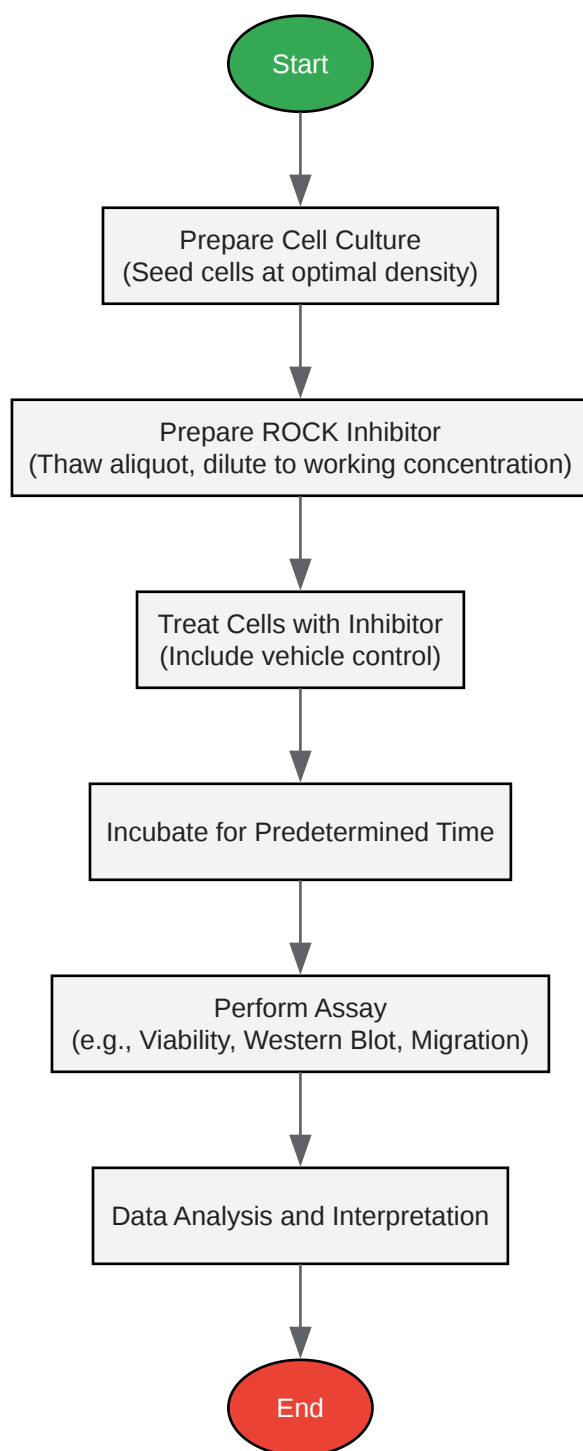 Start
Prepare Cell Culture
(Seed cells at optimal density)
Prepare ROCK Inhibitor
(Thaw aliquot, dilute to working concentration)
Treat Cells with Inhibitor
(Include vehicle control)
Incubate for Predetermined Time
Perform Assay
(e.g., Viability, Western Blot, Migration)
Data Analysis and Interpretation
End